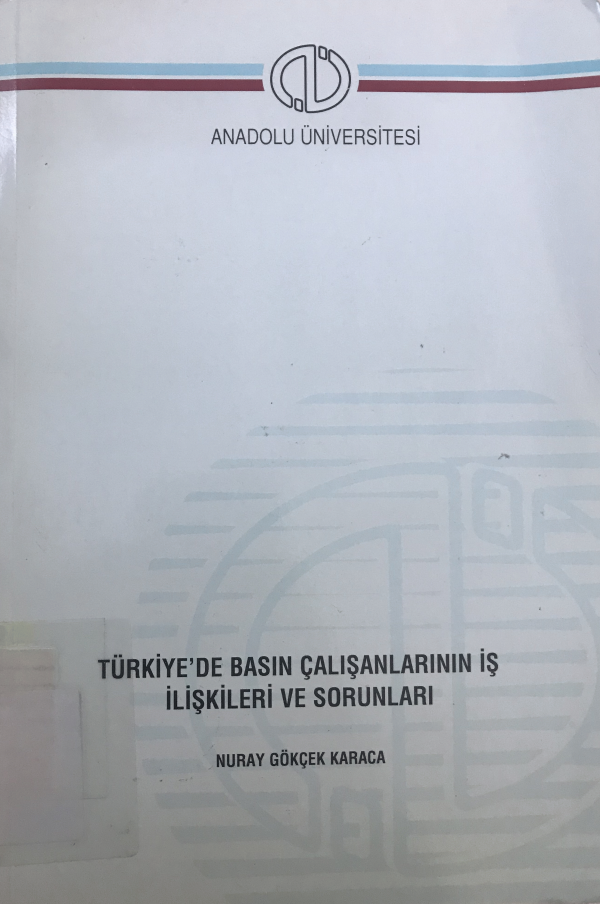 ANADOLU ÜNİVERSİTESİ
TÜRKİYE'DE BASIN ÇALIŞANLARININ İŞ
İLİŞKİLERİ VE SORUNLARI
NURAY GÖKÇEK KARACA